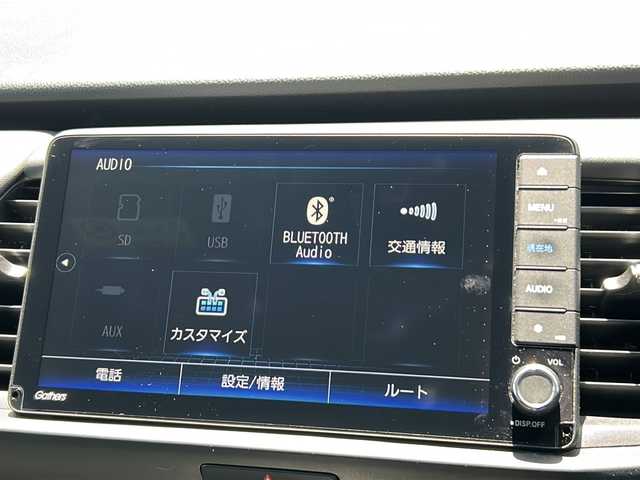 AUDIO
SD
USB
BLUETOOTH
Audio
交通情報
AUX
カスタマイズ
電話
設定/情報
ルート
Gathers
MENU
現在地
AUDIO
VOL
DISP.OFF